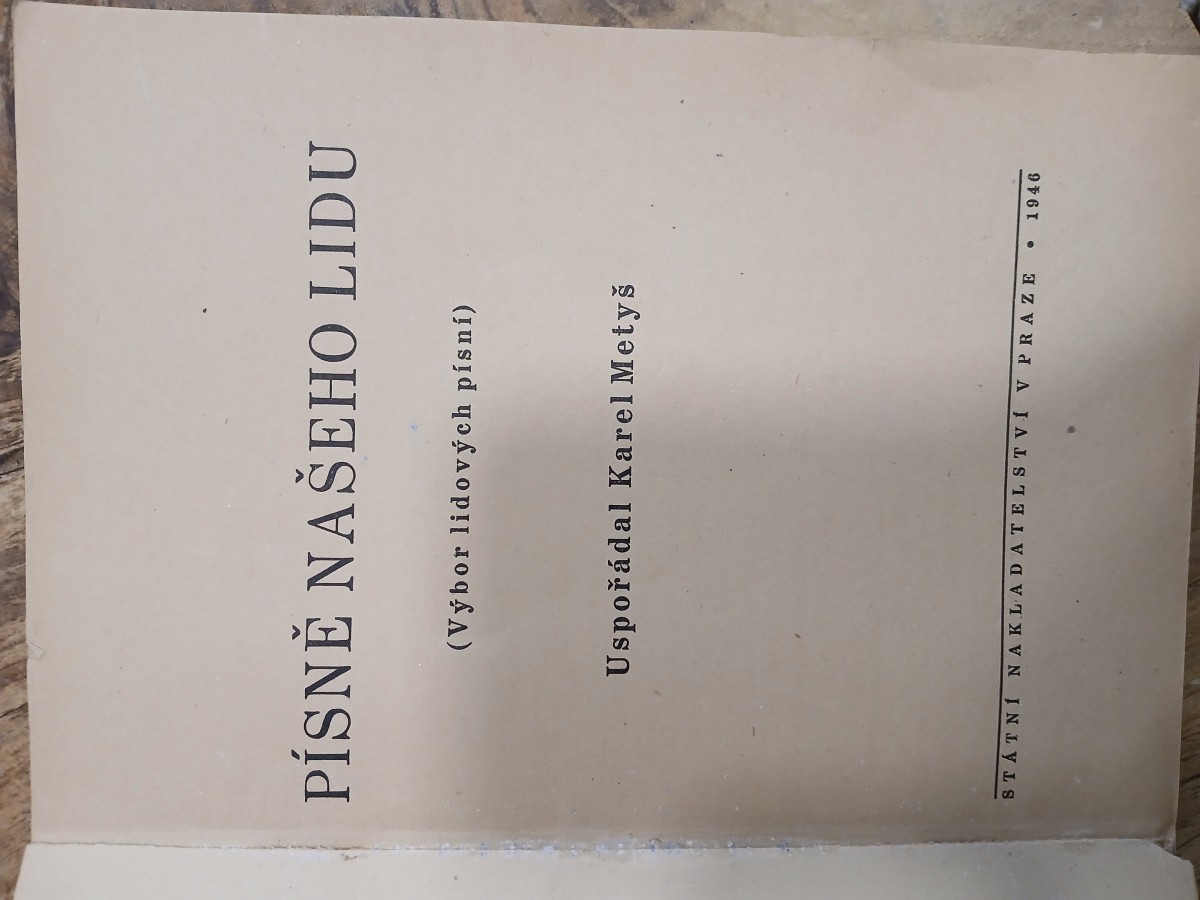 PÍSNĚ NAŠEHO LIDU
(Výbor lidových písní)
Uspořádal Karel Metyš
STÁTNÍ NAKLADATELSTVÍ V PRAZE • 1946